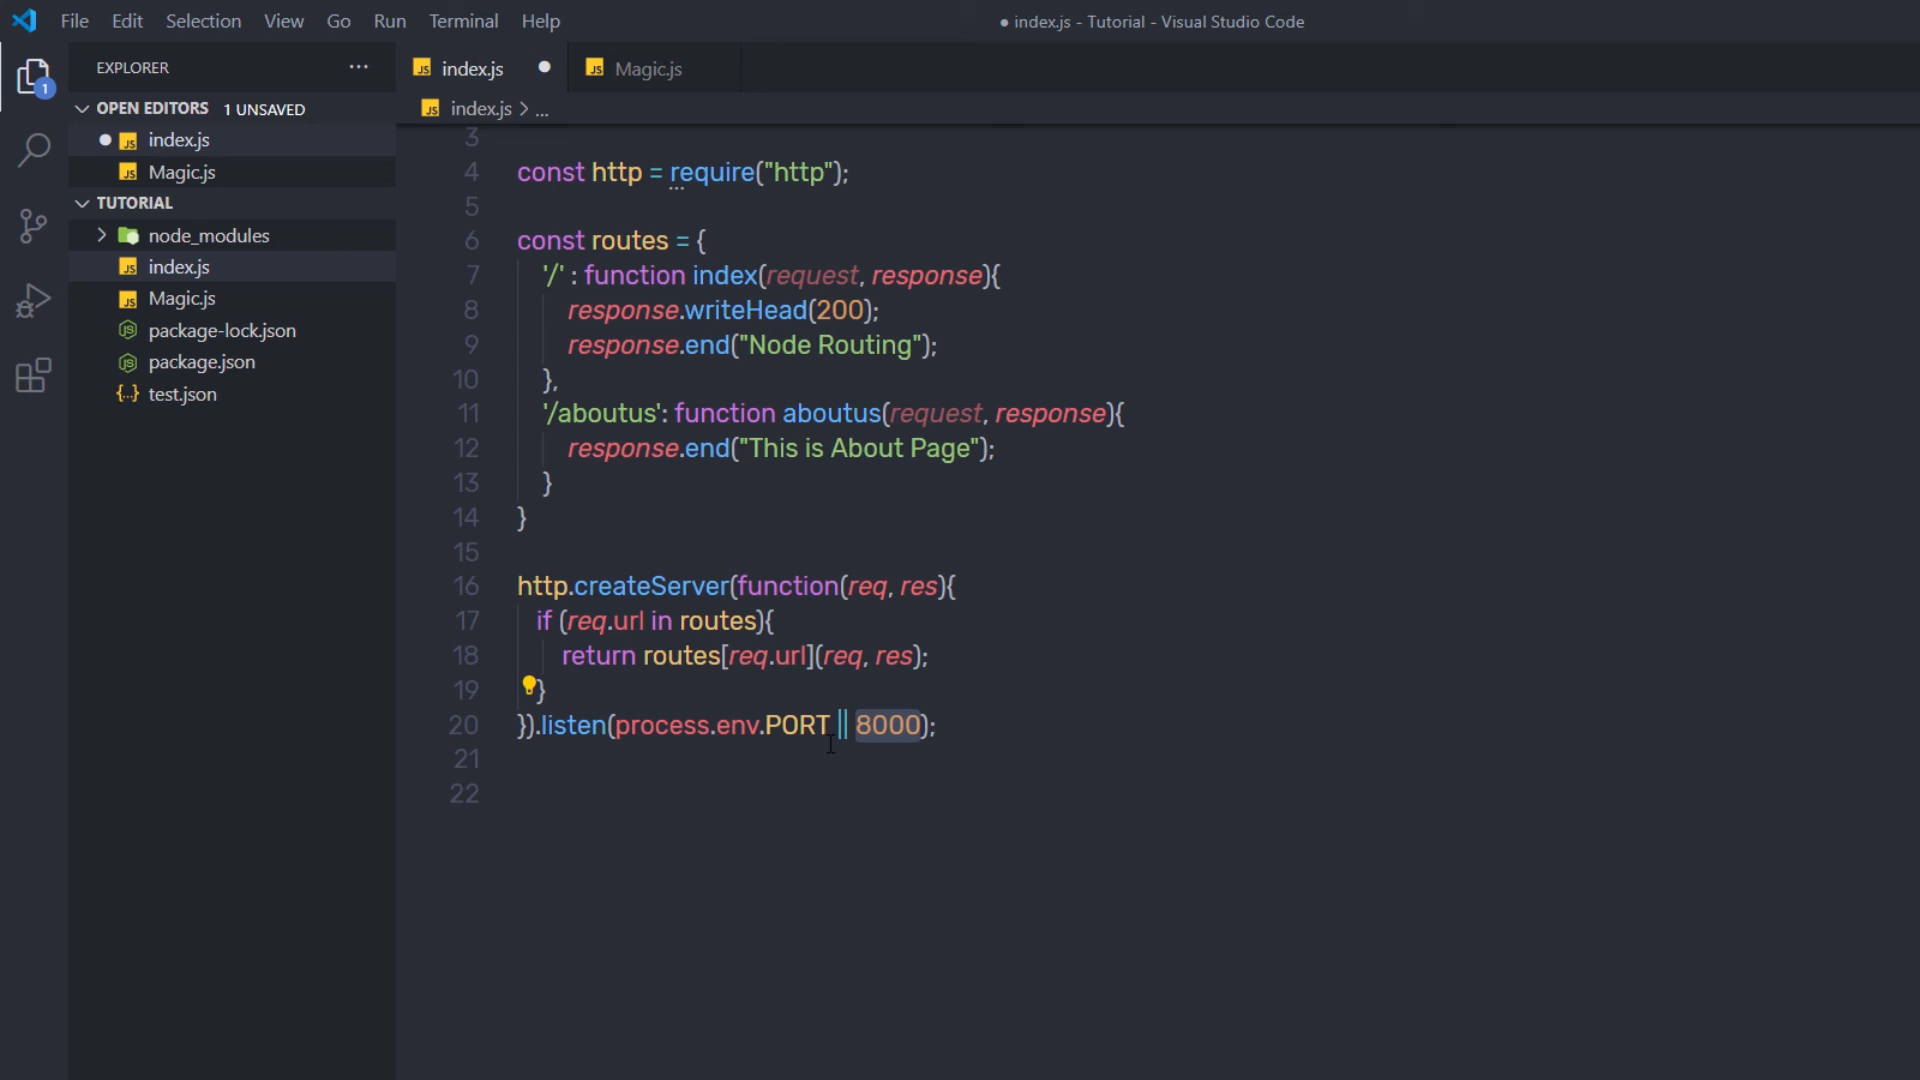 File Edit Selection View Go Run Terminal Help
● index.js - Tutorial - Visual Studio Code
EXPLORER ...
index.js
Magic.js
OPEN EDITORS 1 UNSAVED
index.js > ...
1
index.js
Magic.js
TUTORIAL
node_modules
index.js
Magic.js
package-lock.json
package.json
test.json
3
4 const http = require("http");
5
6 const routes = {
7 '/' : function index(request, response){
8 response.writeHead(200);
9 response.end("Node Routing");
10 },
11 '/aboutus': function aboutus(request, response){
12 response.end("This is About Page");
13 }
14 }
15
16 http.createServer(function(req, res){
17 if (req.url in routes){
18 return routes[req.url](req, res);
19 }
20 }).listen(process.env.PORT || 8000);
21
22